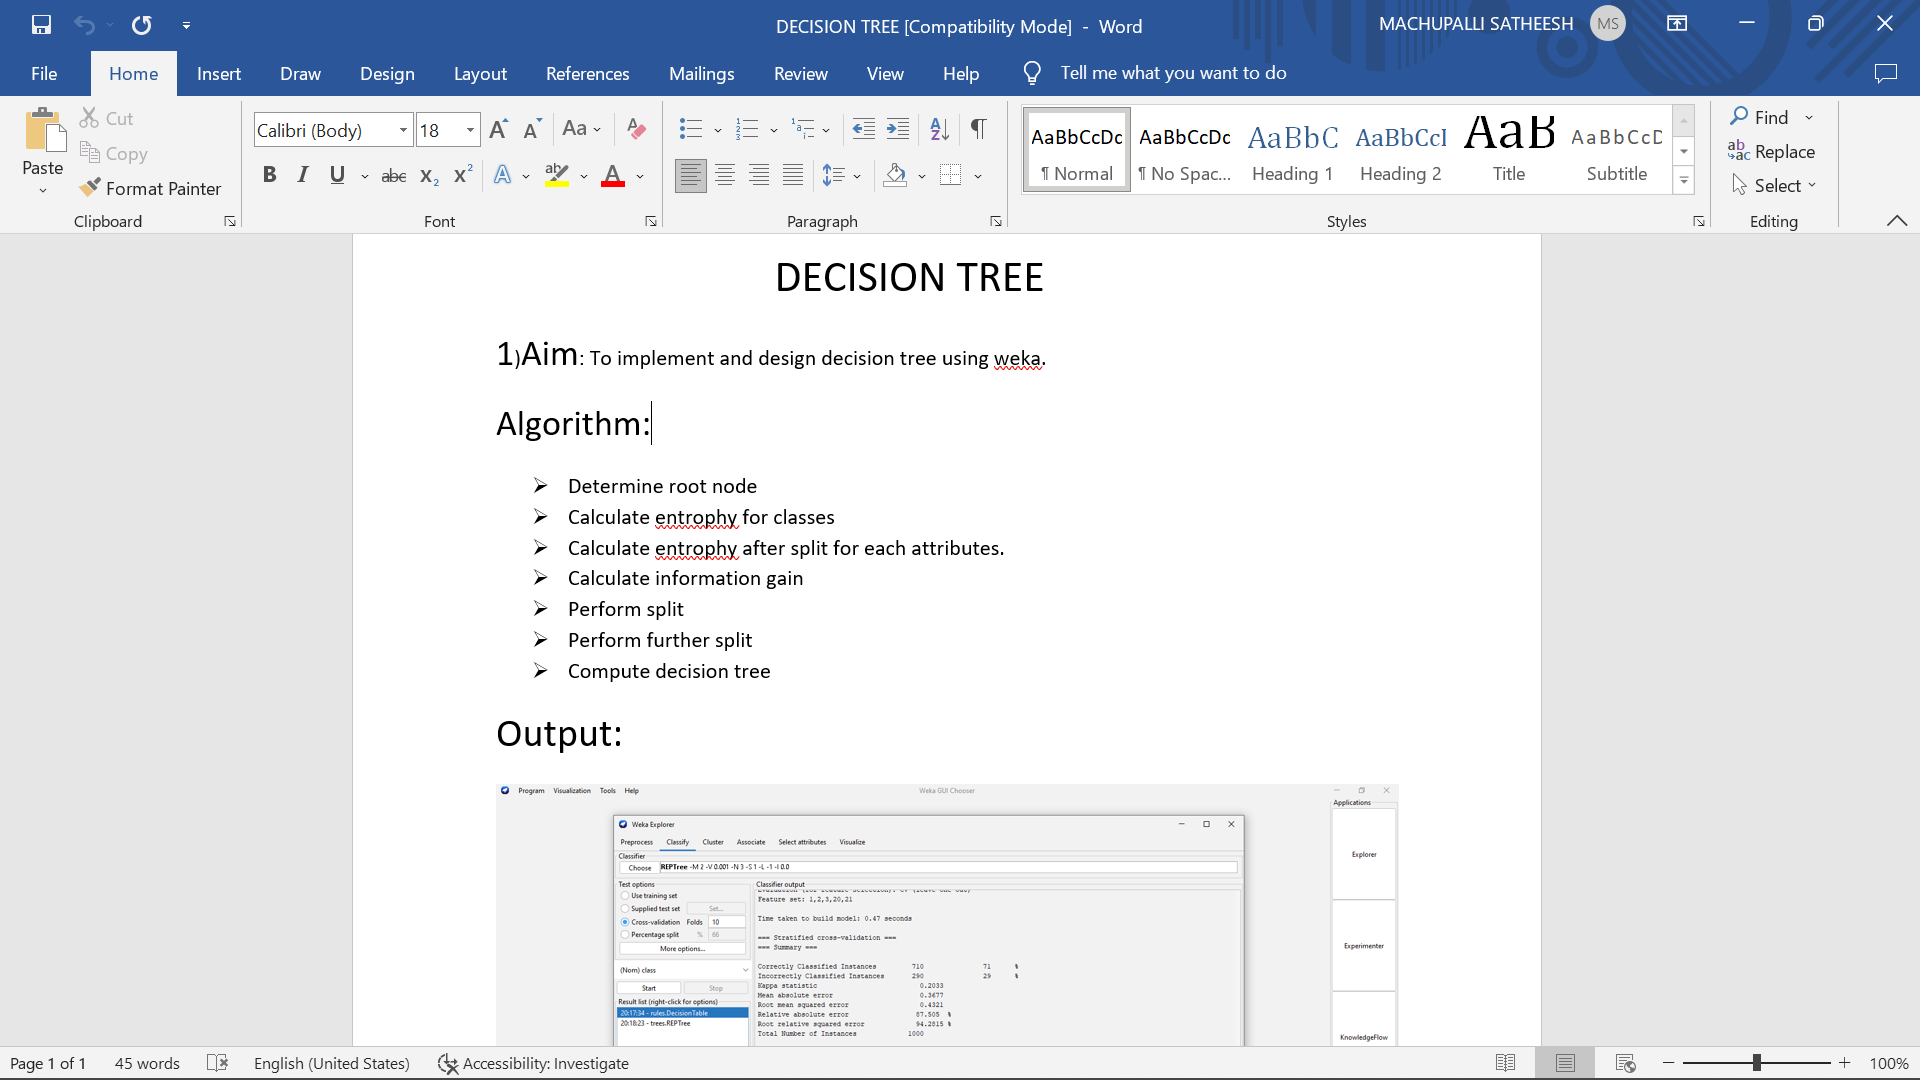 DECISION TREE [Compatibility Mode] - Word
MACHUPALLI SATHEESH MS
File Home Insert Draw Design Layout References Mailings Review View Help Tell me what you want to do
Paste
Cut
Copy
Format Painter
Clipboard
Calibri (Body) 18
Font
Paragraph
AaBbCcDc AaBbCcDc AaBbC AaBbCcI AaB AaBbCcD
¶ Normal ¶ No Spac... Heading 1 Heading 2 Title Subtitle
Styles
Find
Replace
Select
Editing
DECISION TREE
1)Aim: To implement and design decision tree using weka.
Algorithm:
Determine root node
Calculate entrophy for classes
Calculate entrophy after split for each attributes.
Calculate information gain
Perform split
Perform further split
Compute decision tree
Output:
Program Visualization Tools Help Weka GUI Chooser
Applications
Explorer
Experimenter
KnowledgeFlow
Weka Explorer
Preprocess Classify Cluster Associate Select attributes Visualize
Classifier
Choose REPTree -M 2 -V 0.001 -N 3 -S 1 -L -1 -I 0.0
Test options
Use training set
Supplied test set Set...
Cross-validation Folds 10
Percentage split % 66
More options...
(Nom) class
Start Stop
Result list (right-click for options)
20:17:34 - rules.DecisionTable
20:18:23 - trees.REPTree
Classifier output
Feature set: 1,2,3,20,21
Time taken to build model: 0.47 seconds
=== Stratified cross-validation ===
=== Summary ===
Correctly Classified Instances 710 71 %
Incorrectly Classified Instances 290 29 %
Kappa statistic 0.2033
Mean absolute error 0.3677
Root mean squared error 0.4321
Relative absolute error 87.505 %
Root relative squared error 94.2815 %
Total Number of Instances 1000
Page 1 of 1 45 words English (United States) Accessibility: Investigate 100%